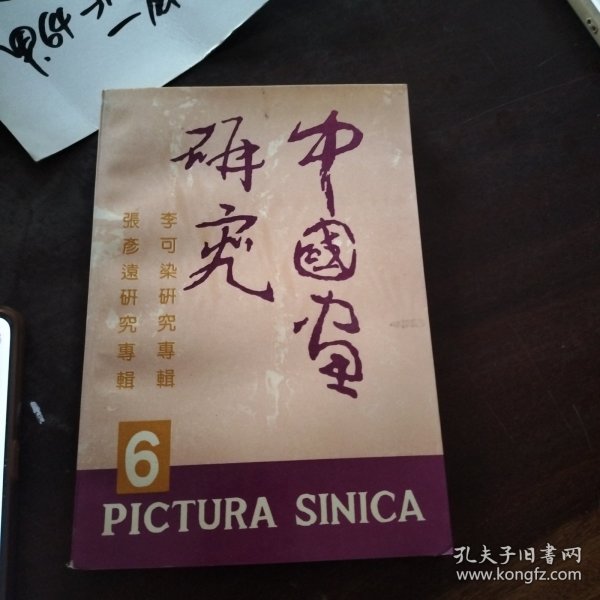 中國畫
研究
李可染研究專輯
張彥遠研究專輯
6
PICTURA SINICA
孔夫子旧書网
www.kongfz.com